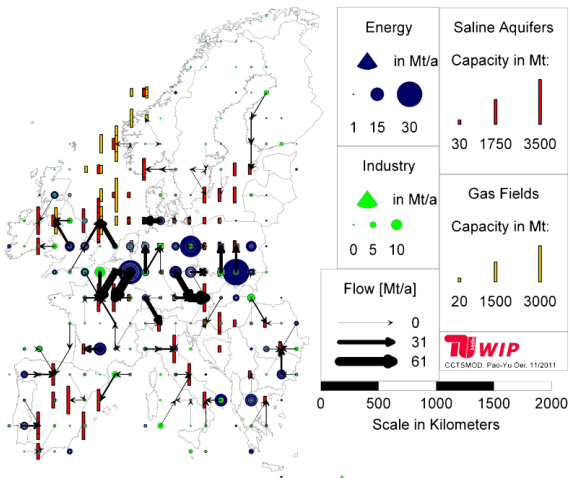 Energy
in Mt/a
1 15 30
Industry
in Mt/a
0 5 10
Flow [Mt/a]
0
31
61
Saline Aquifers
Capacity in Mt:
30 1750 3500
Gas Fields
Capacity in Mt:
20 1500 3000
WIP
CCTSMOD: Pao-Yu Oei. 11/2011
0 500 1000 1500 2000
Scale in Kilometers